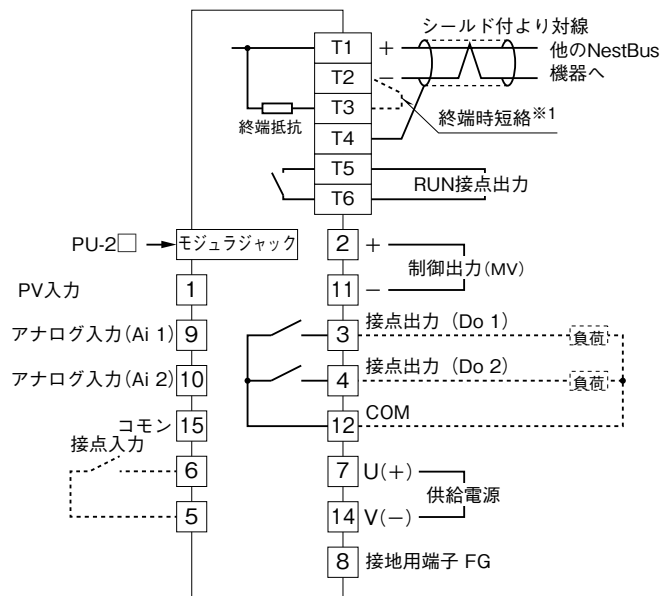 シールド付より対線
T1 + 他のNestBus
T2 − 機器へ
T3
終端抵抗
終端時短絡※1
T4
T5
RUN接点出力
T6
PU-2□ モジュラジャック
2 +
制御出力(MV)
PV入力 1
11 −
アナログ入力(Ai 1) 9
3 接点出力(Do 1) 負荷
アナログ入力(Ai 2) 10
4 接点出力(Do 2) 負荷
コモン 15
12 COM
接点入力
6
7 U(+)
供給電源
5
14 V(−)
8 接地用端子 FG